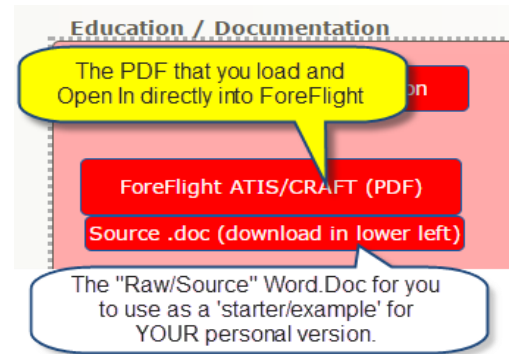 Education / Documentation
The PDF that you load and
Open In directly into ForeFlight
on
ForeFlight ATIS/CRAFT (PDF)
Source .doc (download in lower left)
The "Raw/Source" Word.Doc for you
to use as a 'starter/example' for
YOUR personal version.